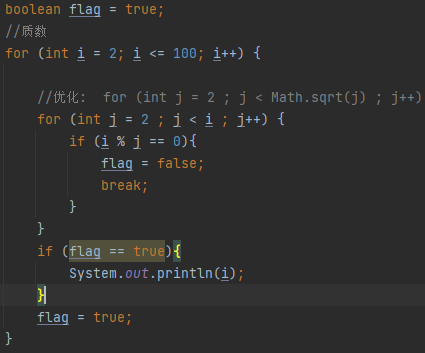 boolean flag = true;
//质数
for (int i = 2; i <= 100; i++) {
//优化:  for (int j = 2 ; j < Math.sqrt(j) ; j++)
for (int j = 2 ; j < i ; j++) {
if (i % j == 0){
flag = false;
break;
}
}
if (flag == true){
System.out.println(i);
}
flag = true;
}